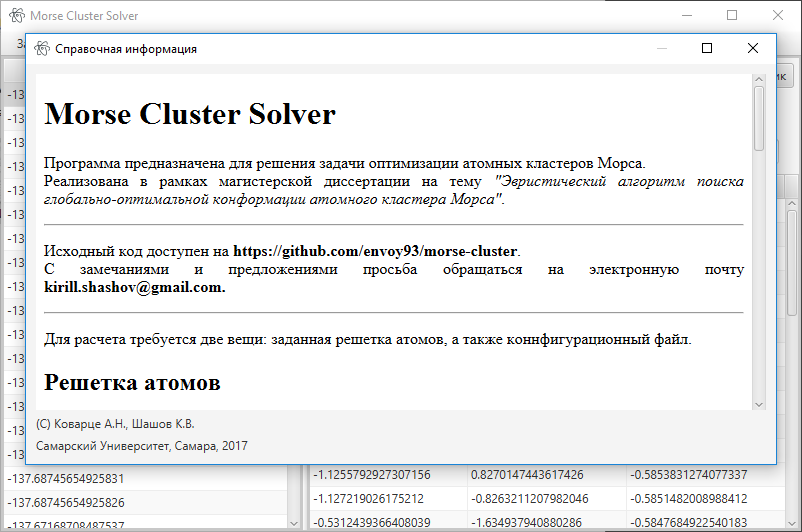 Morse Cluster Solver
Справочная информация
Morse Cluster Solver
Программа предназначена для решения задачи оптимизации атомных кластеров Морса.
Реализована в рамках магистерской диссертации на тему "Эвристический алгоритм поиска
глобально-оптимальной конформации атомного кластера Морса".
Исходный код доступен на https://github.com/envoy93/morse-cluster.
С замечаниями и предложениями просьба обращаться на электронную почту
kirill.shashov@gmail.com.
Для расчета требуется две вещи: заданная решетка атомов, а также коннфигурационный файл.
Решетка атомов
(C) Коварце А.Н., Шашов К.В.
Самарский Университет, Самара, 2017
-137.68745654925831
-1.1255792927307156 0.8270147443617426 -0.5853831274077337
-137.68745654925826
-1.127219026175212 -0.8263211207982046 -0.5851482008988412
-137.67168708487537
-0.5312439366408039 -1.634937940880286 -0.4847684922540183